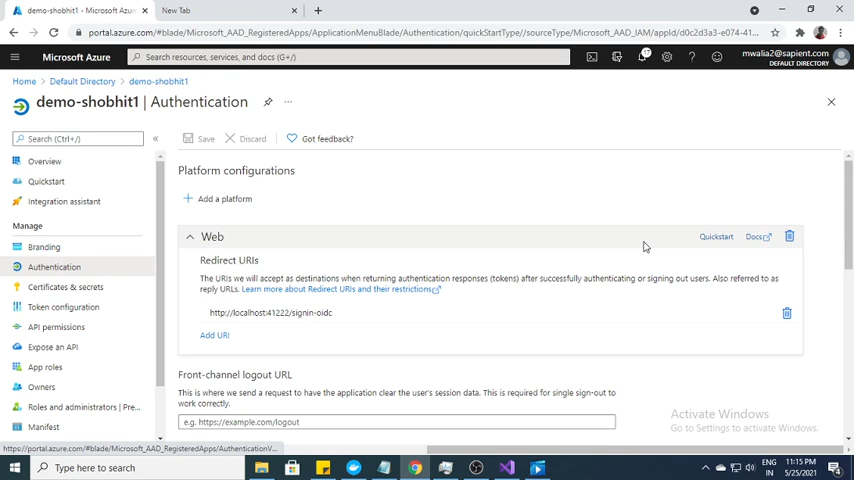 demo-shobhit1 - Microsoft Azur
New Tab
portal.azure.com/#blade/Microsoft_AAD_RegisteredApps/ApplicationMenuBlade/Authentication/quickStartType//sourceType/Microsoft_AAD_IAM/appId/d0c2d3a3-e074-41...
Microsoft Azure
Search resources, services, and docs (G+/)
17
mwalia2@sapient.com
DEFAULT DIRECTORY
Home > Default Directory > demo-shobhit1
demo-shobhit1 | Authentication
Search (Ctrl+/)
Save
Discard
Got feedback?
Overview
Quickstart
Integration assistant
Manage
Branding
Authentication
Certificates & secrets
Token configuration
API permissions
Expose an API
App roles
Owners
Roles and administrators | Pre...
Manifest
Platform configurations
Add a platform
Web
Quickstart
Docs
Redirect URIs
The URIs we will accept as destinations when returning authentication responses (tokens) after successfully authenticating or signing out users. Also referred to as
reply URLs. Learn more about Redirect URIs and their restrictions
http://localhost:41222/signin-oidc
Add URI
Front-channel logout URL
This is where we send a request to have the application clear the user's session data. This is required for single sign-out to
work correctly.
e.g. https://example.com/logout
Activate Windows
Go to Settings to activate Windows.
https://portal.azure.com/#blade/Microsoft_AAD_RegisteredApps/AuthenticationV...
Type here to search
ENG
IN
11:15 PM
5/25/2021
4